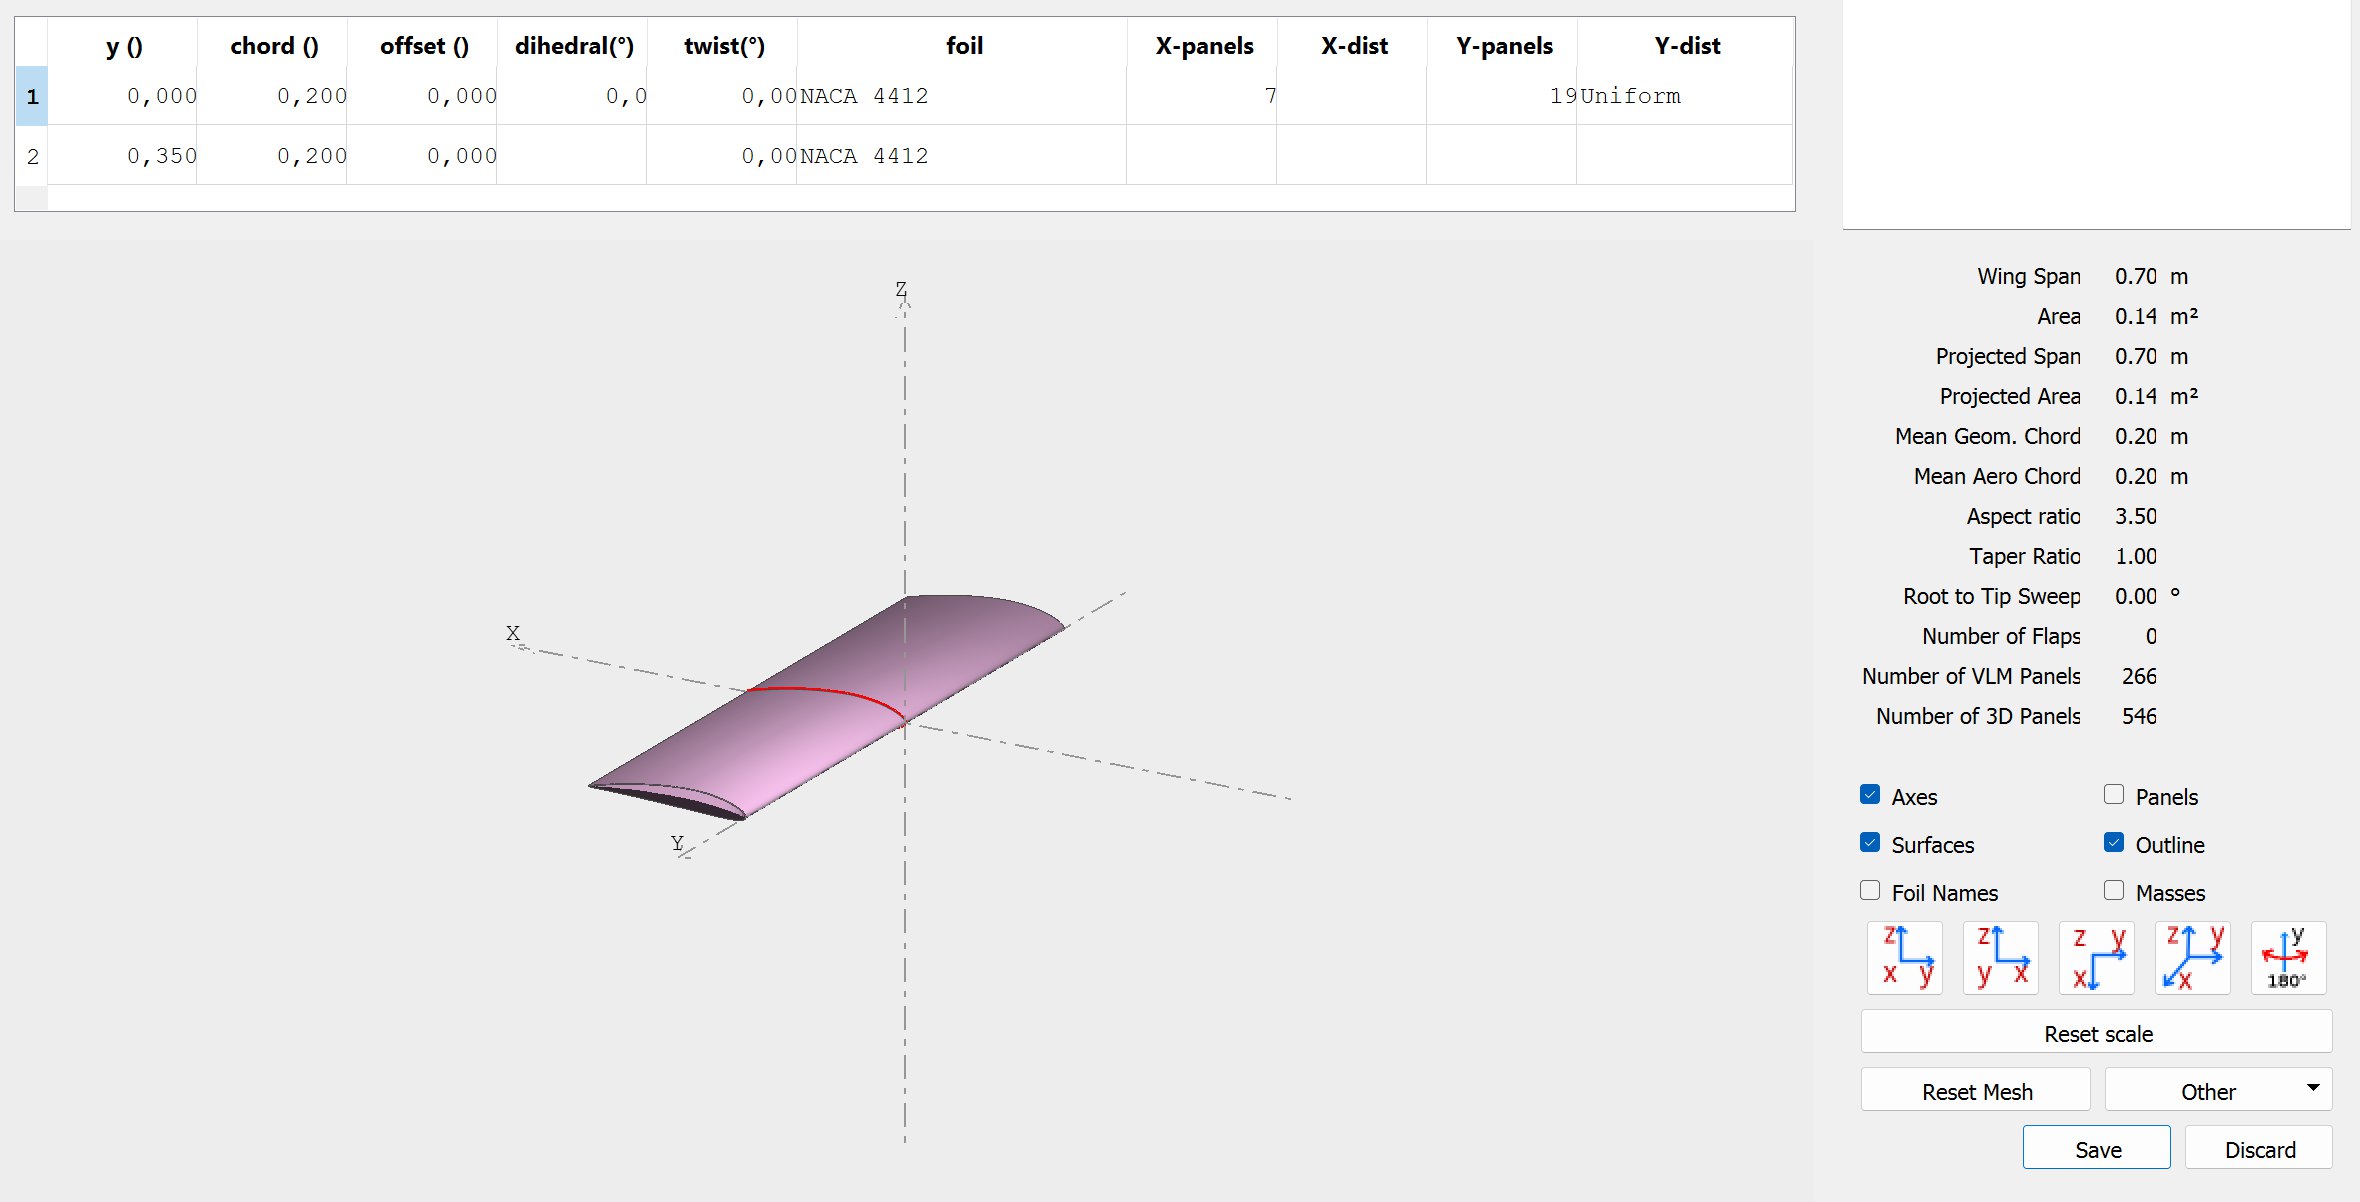 y () chord () offset () dihedral(°) twist(°) foil X-panels X-dist Y-panels Y-dist
1 0,000 0,200 0,000 0,0 0,00 NACA 4412 7 19 Uniform
2 0,350 0,200 0,000 0,00 NACA 4412
Wing Span 0.70 m
Area 0.14 m²
Projected Span 0.70 m
Projected Area 0.14 m²
Mean Geom. Chord 0.20 m
Mean Aero Chord 0.20 m
Aspect ratio 3.50
Taper Ratio 1.00
Root to Tip Sweep 0.00 °
Number of Flaps 0
Number of VLM Panels 266
Number of 3D Panels 546
Z
X
Y
Axes Panels
Surfaces Outline
Foil Names Masses
z x y
z y x
z y x
z y x
y 180°
Reset scale
Reset Mesh Other
Save Discard